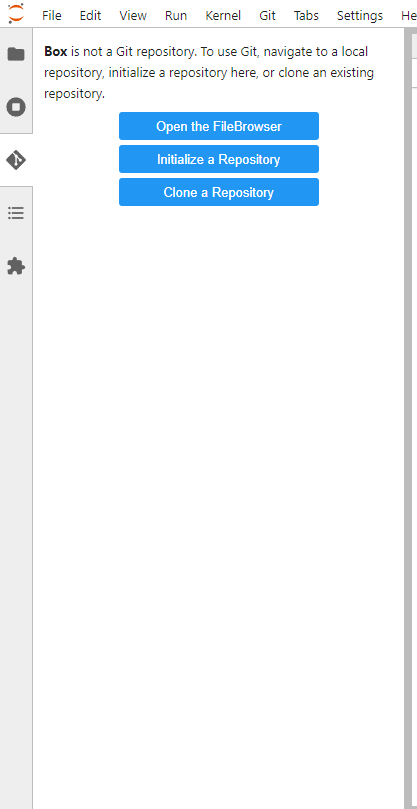 File Edit View Run Kernel Git Tabs Settings He
Box is not a Git repository. To use Git, navigate to a local
repository, initialize a repository here, or clone an existing
repository.
Open the FileBrowser
Initialize a Repository
Clone a Repository